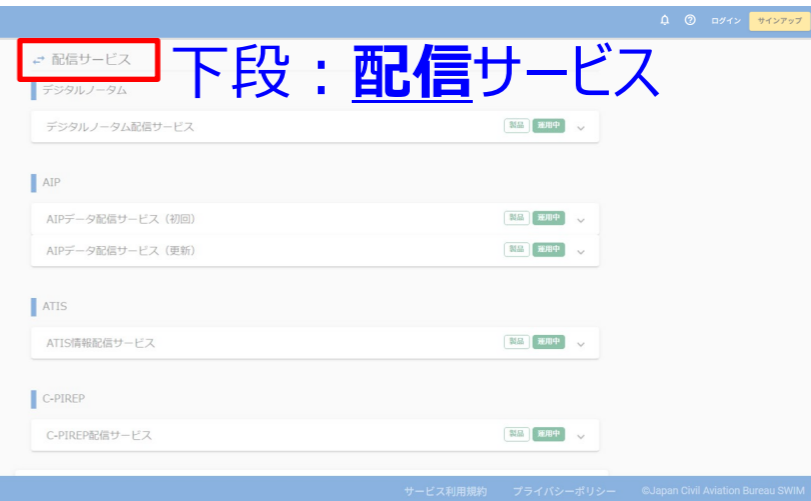 ログイン サインアップ
配信サービス
下段：配信サービス
デジタルノータム
デジタルノータム配信サービス 製品 運用中
AIP
AIPデータ配信サービス（初回） 製品 運用中
AIPデータ配信サービス（更新） 製品 運用中
ATIS
ATIS情報配信サービス 製品 運用中
C-PIREP
C-PIREP配信サービス 製品 運用中
サービス利用規約 プライバシーポリシー ©Japan Civil Aviation Bureau SWIM